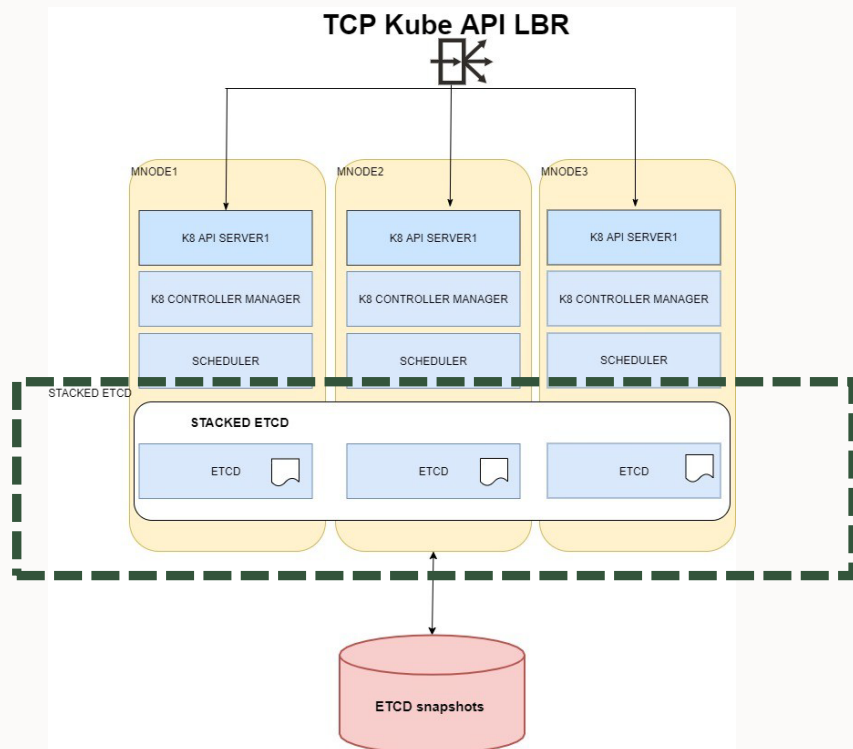 TCP Kube API LBR
MNODE1
MNODE2
MNODE3
K8 API SERVER1
K8 API SERVER1
K8 API SERVER1
K8 CONTROLLER MANAGER
K8 CONTROLLER MANAGER
K8 CONTROLLER MANAGER
SCHEDULER
SCHEDULER
SCHEDULER
STACKED ETCD
STACKED ETCD
ETCD
ETCD
ETCD
ETCD snapshots